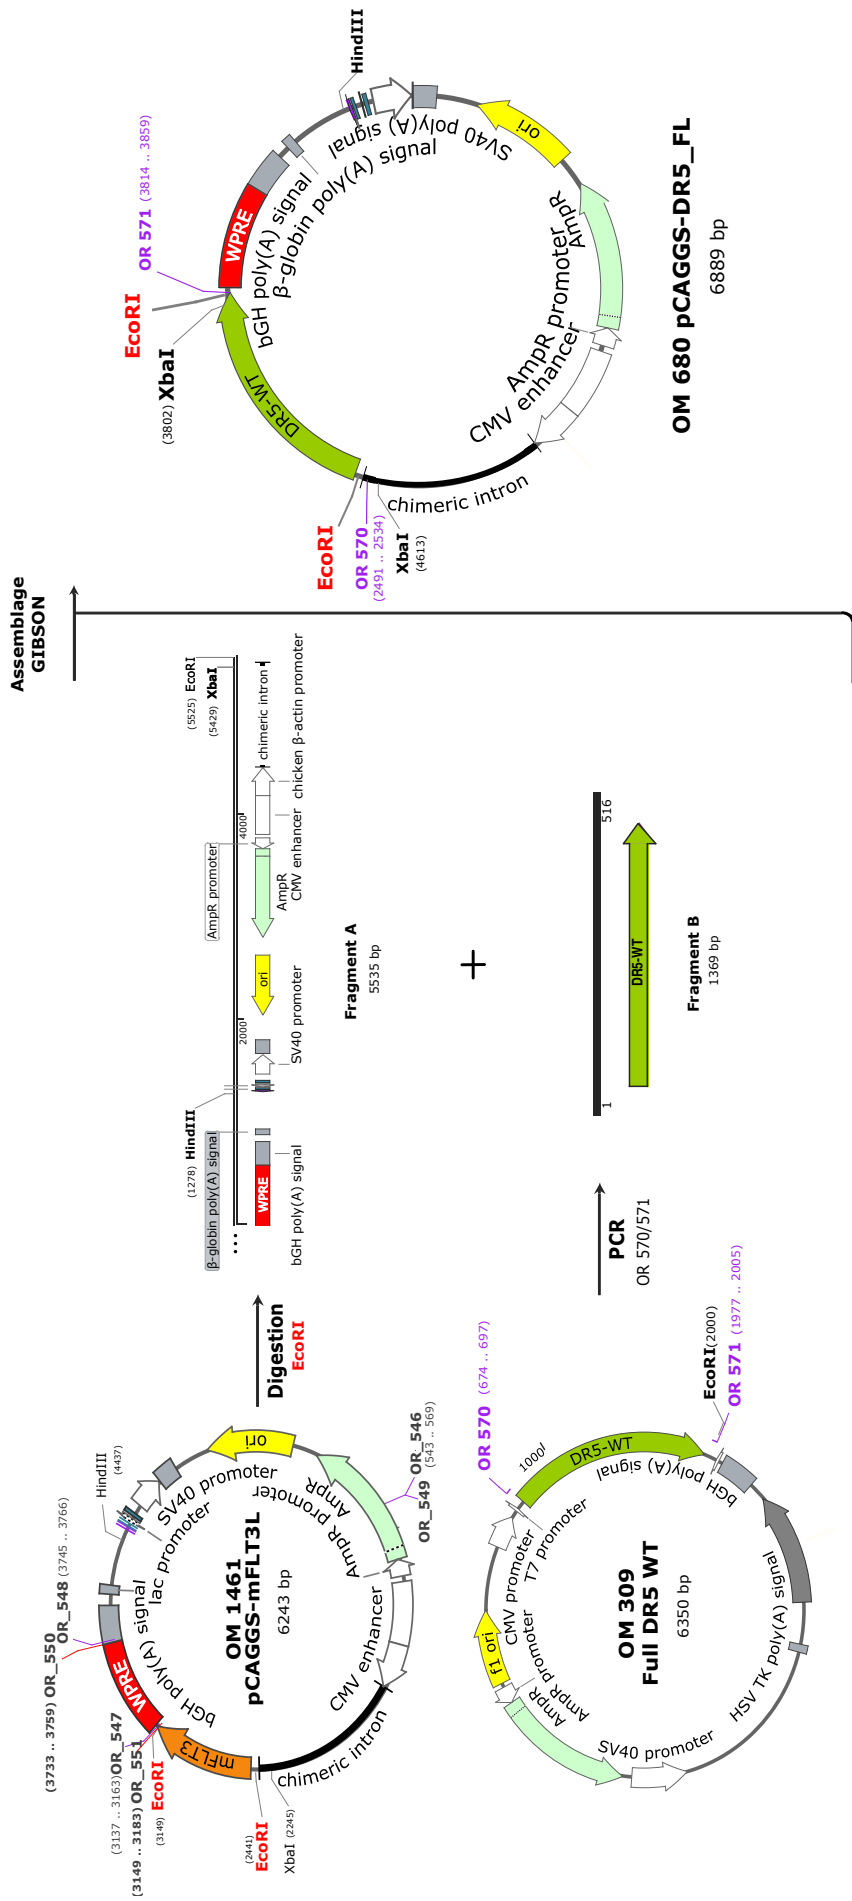 OM 1461
pCAGGS-mFLT3L
6243 bp
(3733 .. 3759) OR_550
OR_548 (3745 .. 3766)
(3137 .. 3163) OR_547
(3149 .. 3183) OR_551
(3149) EcoRI
(2441)
EcoRI
XbaI (2245)
HindIII
(4437)
OR_546
(543 .. 569)
OR_549
mFLT3
WPRE
bGH poly(A) signal
lac promoter
SV40 promoter
ori
AmpR
AmpR promoter
CMV enhancer
chimeric intron
Digestion
EcoRI
(1278) HindIII
β-globin poly(A) signal
WPRE
bGH poly(A) signal
2000
SV40 promoter
ori
AmpR promoter
AmpR
4000
CMV enhancer
chicken β-actin promoter
chimeric intron
(5525) EcoRI
(5429) XbaI
Fragment A
5535 bp
+
OM 309
Full DR5 WT
6350 bp
OR 570 (674 .. 697)
1000
DR5-WT
EcoRI(2000)
OR 571 (1977 .. 2005)
bGH poly(A) signal
T7 promoter
CMV promoter
f1 ori
AmpR promoter
AmpR
SV40 promoter
HSV TK poly(A) signal
PCR
OR 570/571
1
516
DR5-WT
Fragment B
1369 bp
Assemblage
GIBSON
OM 680 pCAGGS-DR5_FL
6889 bp
EcoRI
OR 570
(2491 .. 2534)
XbaI
(4613)
EcoRI
(3802) XbaI
OR 571 (3814 .. 3859)
HindIII
DR5-WT
WPRE
bGH poly(A) signal
β-globin poly(A) signal
SV40 poly(A) signal
ori
AmpR
AmpR promoter
CMV enhancer
chimeric intron